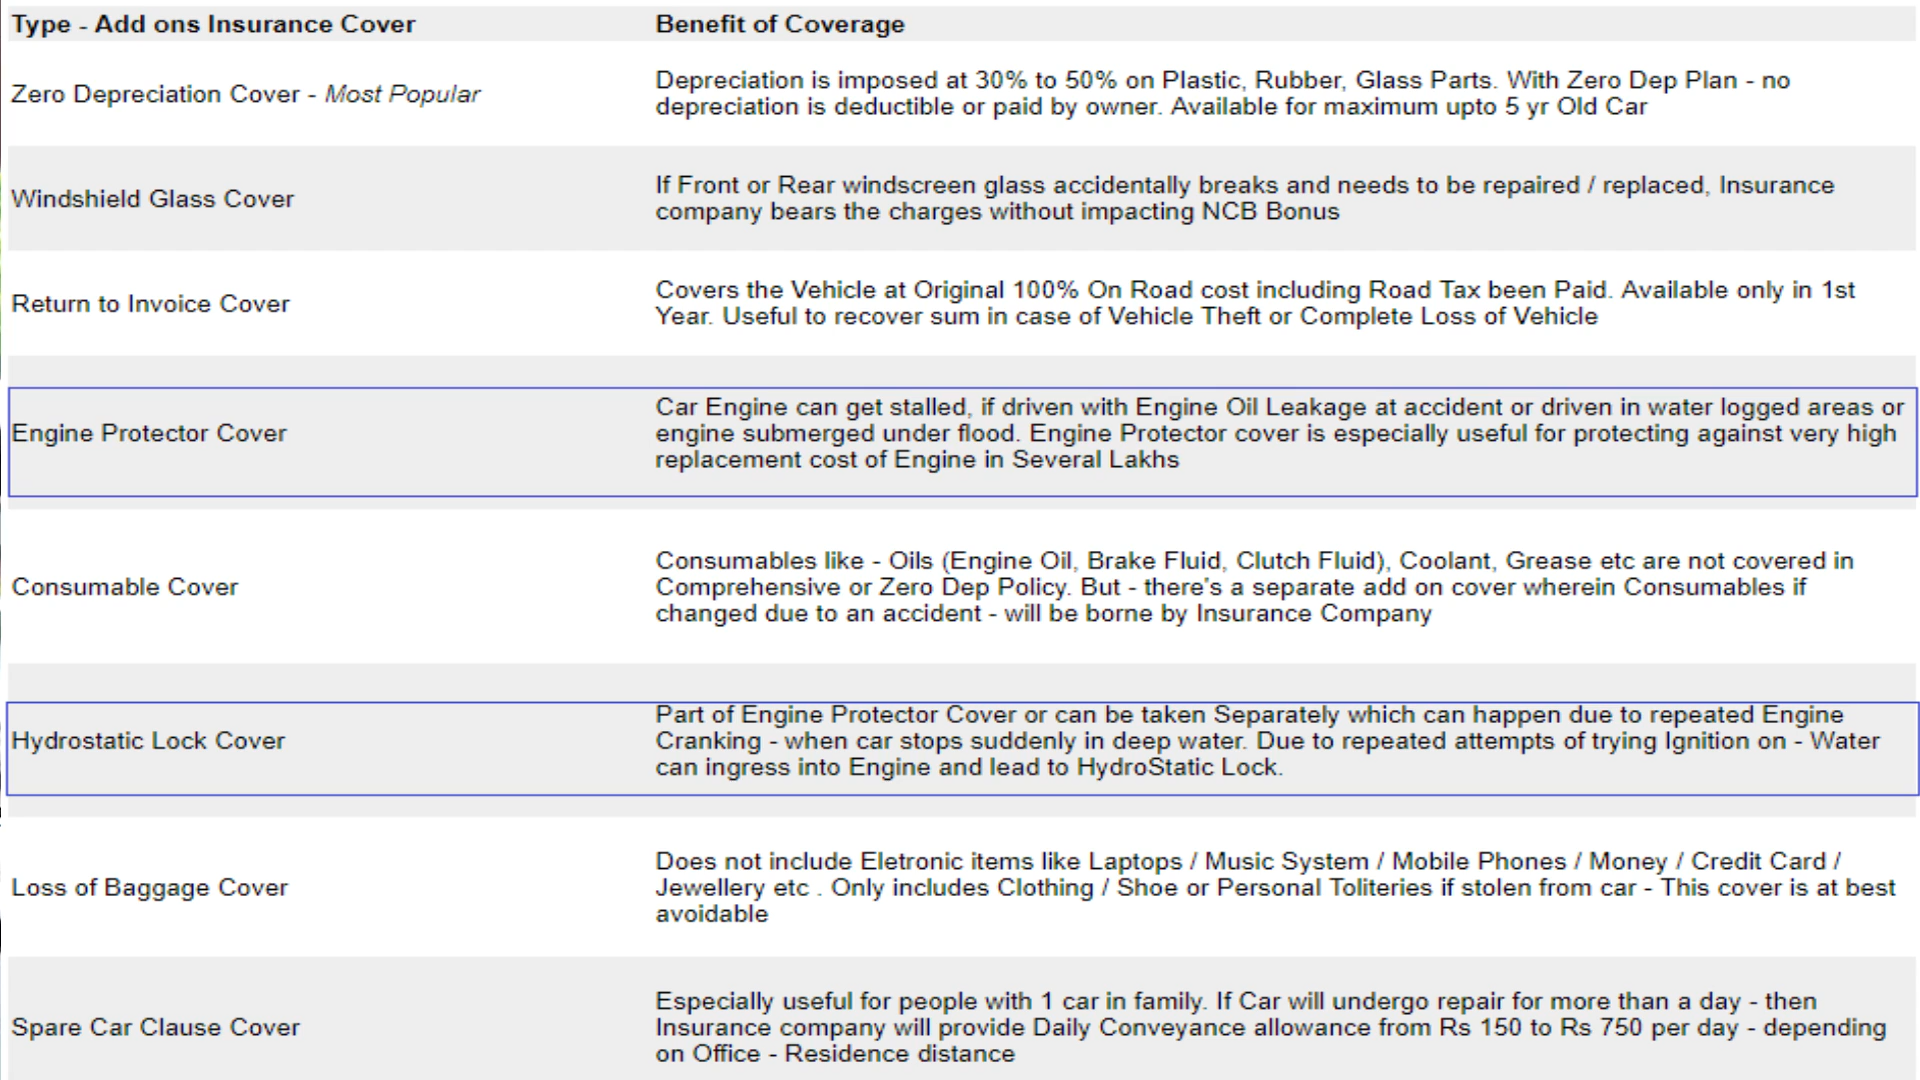 Type - Add ons Insurance Cover
Benefit of Coverage
Zero Depreciation Cover - Most Popular
Depreciation is imposed at 30% to 50% on Plastic, Rubber, Glass Parts. With Zero Dep Plan - no
depreciation is deductible or paid by owner. Available for maximum upto 5 yr Old Car
Windshield Glass Cover
If Front or Rear windscreen glass accidentally breaks and needs to be repaired / replaced, Insurance
company bears the charges without impacting NCB Bonus
Return to Invoice Cover
Covers the Vehicle at Original 100% On Road cost including Road Tax been Paid. Available only in 1st
Year. Useful to recover sum in case of Vehicle Theft or Complete Loss of Vehicle
Engine Protector Cover
Car Engine can get stalled, if driven with Engine Oil Leakage at accident or driven in water logged areas or
engine submerged under flood. Engine Protector cover is especially useful for protecting against very high
replacement cost of Engine in Several Lakhs
Consumable Cover
Consumables like - Oils (Engine Oil, Brake Fluid, Clutch Fluid), Coolant, Grease etc are not covered in
Comprehensive or Zero Dep Policy. But - there's a separate add on cover wherein Consumables if
changed due to an accident - will be borne by Insurance Company
Hydrostatic Lock Cover
Part of Engine Protector Cover or can be taken Separately which can happen due to repeated Engine
Cranking - when car stops suddenly in deep water. Due to repeated attempts of trying Ignition on - Water
can ingress into Engine and lead to HydroStatic Lock.
Loss of Baggage Cover
Does not include Eletronic items like Laptops / Music System / Mobile Phones / Money / Credit Card /
Jewellery etc . Only includes Clothing / Shoe or Personal Toliteries if stolen from car - This cover is at best
avoidable
Spare Car Clause Cover
Especially useful for people with 1 car in family. If Car will undergo repair for more than a day - then
Insurance company will provide Daily Conveyance allowance from Rs 150 to Rs 750 per day - depending
on Office - Residence distance